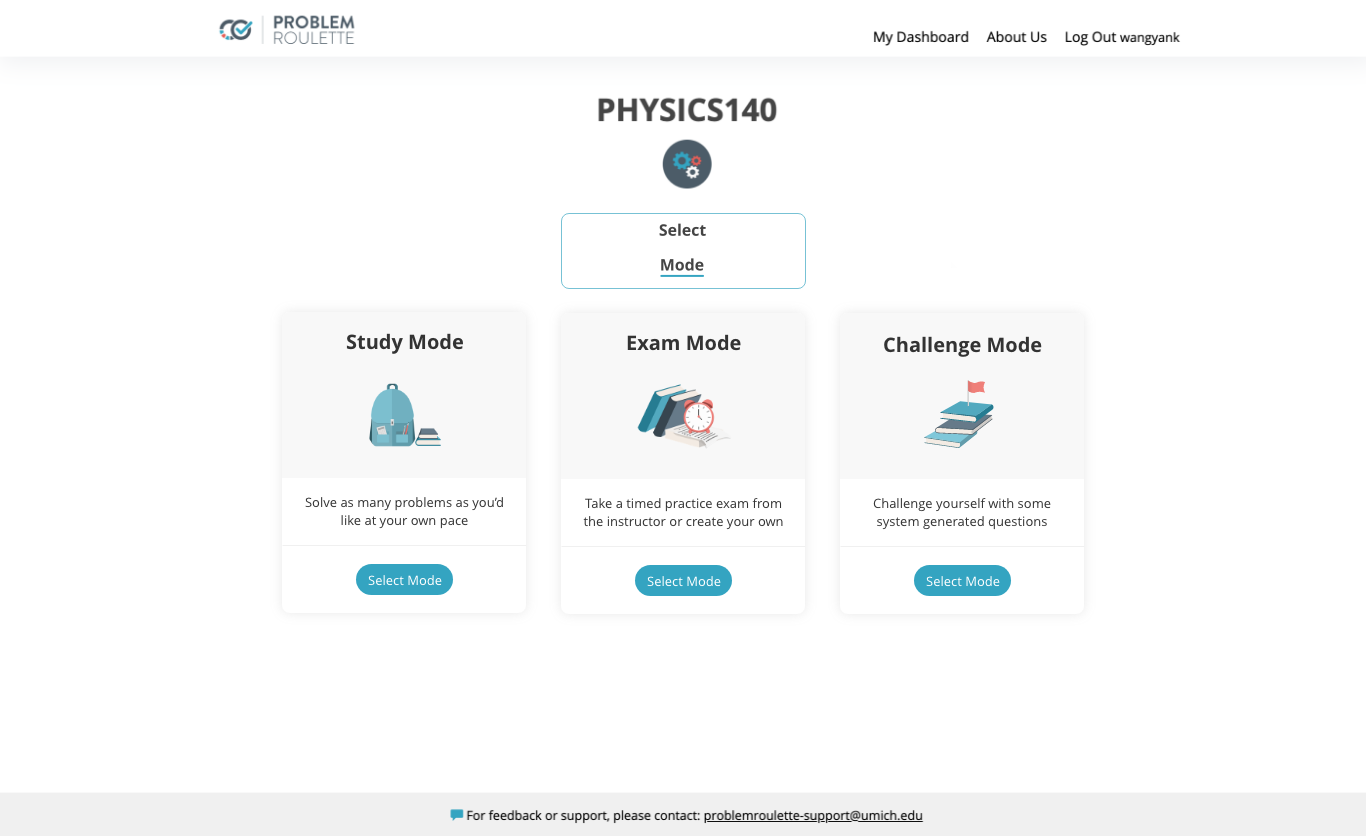 PROBLEM
ROULETTE
My Dashboard About Us Log Out wangyank
PHYSICS140
Select
Mode
Study Mode
Solve as many problems as you’d
like at your own pace
Select Mode
Exam Mode
Take a timed practice exam from
the instructor or create your own
Select Mode
Challenge Mode
Challenge yourself with some
system generated questions
Select Mode
For feedback or support, please contact: problemroulette-support@umich.edu